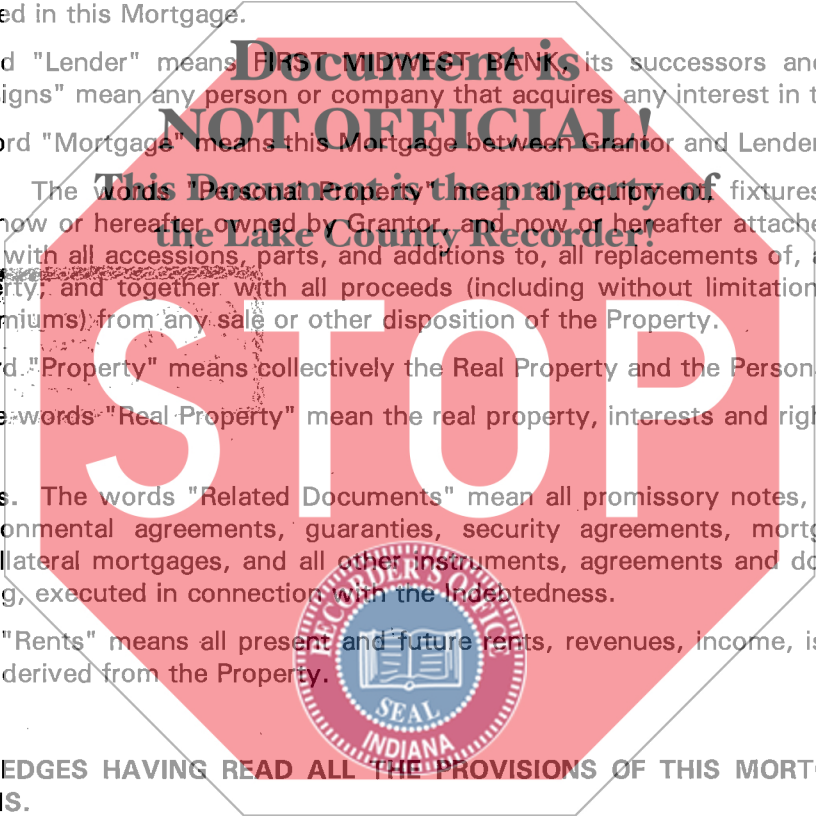 ed in this Mortgage.
Document is
d "Lender" means FIRST MIDWEST BANK, its successors and
igns" mean any person or company that acquires any interest in t
NOT OFFICIAL!
ord "Mortgage" means this Mortgage between Grantor and Lender
This Document is the property of
The words "Personal Property" mean all equipment, fixtures
now or hereafter owned by Grantor, and now or hereafter attache
the Lake County Recorder!
with all accessions, parts, and additions to, all replacements of, a
erty; and together with all proceeds (including without limitation
miums) from any sale or other disposition of the Property.
rd "Property" means collectively the Real Property and the Person
e words "Real Property" mean the real property, interests and righ
STOP
s. The words "Related Documents" mean all promissory notes,
onmental agreements, guaranties, security agreements, mortg
llateral mortgages, and all other instruments, agreements and do
g, executed in connection with the Indebtedness.
RECORDER'S OFFICE
"Rents" means all present and future rents, revenues, income, is
derived from the Property.
SEAL
INDIANA
EDGES HAVING READ ALL THE PROVISIONS OF THIS MORT
IS.